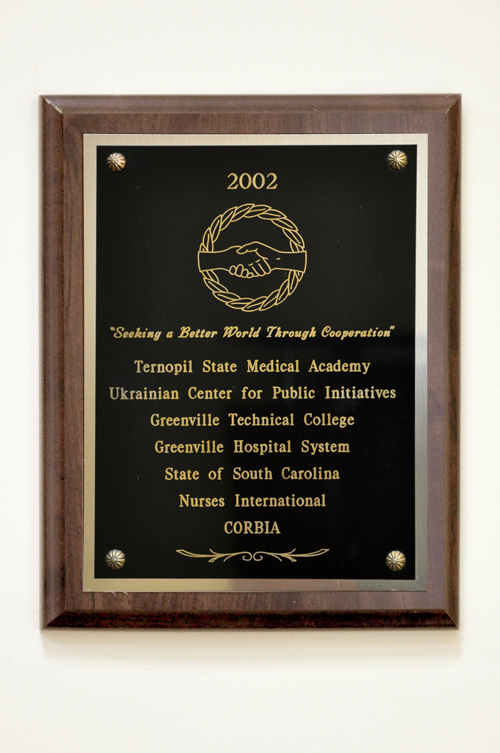 2002
"Seeking a Better World Through Cooperation"
Ternopil State Medical Academy
Ukrainian Center for Public Initiatives
Greenville Technical College
Greenville Hospital System
State of South Carolina
Nurses International
CORBIA